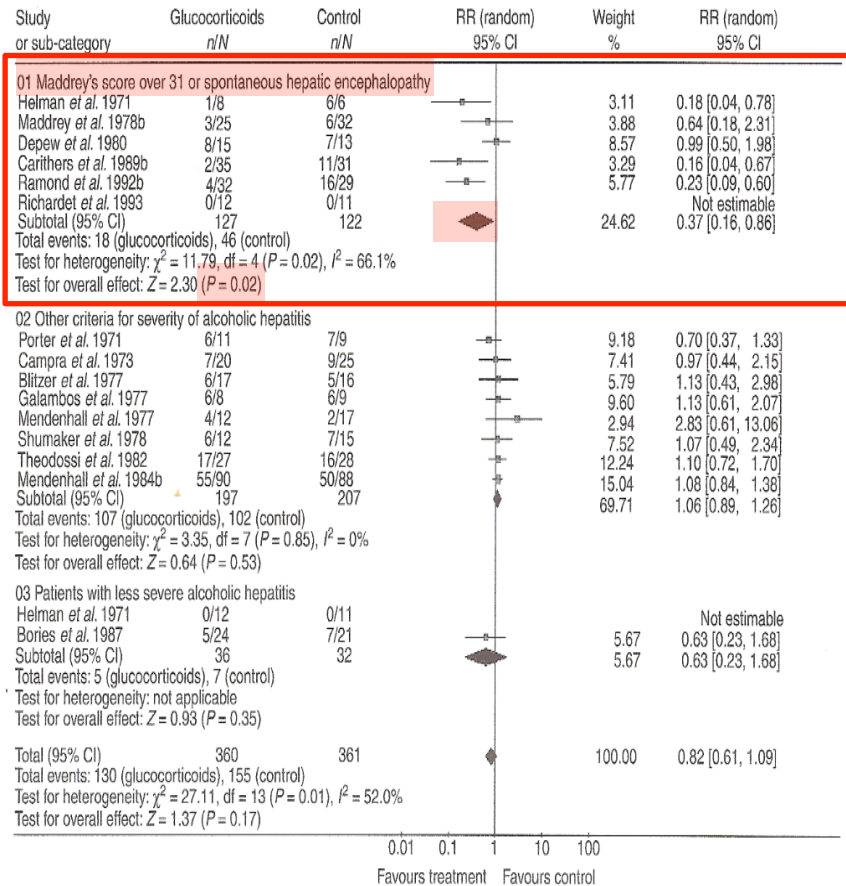 Study Glucocorticoids Control RR (random) Weight RR (random)
or sub-category n/N n/N 95% CI % 95% CI
01 Maddrey's score over 31 or spontaneous hepatic encephalopathy
Helman et al. 1971 1/8 6/6 3.11 0.18 [0.04, 0.78]
Maddrey et al. 1978b 3/25 6/32 3.88 0.64 [0.18, 2.31]
Depew et al. 1980 8/15 7/13 8.57 0.99 [0.50, 1.98]
Carithers et al. 1989b 2/35 11/31 3.29 0.16 [0.04, 0.67]
Ramond et al. 1992b 4/32 16/29 5.77 0.23 [0.09, 0.60]
Richardet et al. 1993 0/12 0/11 Not estimable
Subtotal (95% CI) 127 122 24.62 0.37 [0.16, 0.86]
Total events: 18 (glucocorticoids), 46 (control)
Test for heterogeneity: χ² = 11.79, df = 4 (P = 0.02), I² = 66.1%
Test for overall effect: Z = 2.30 (P = 0.02)
02 Other criteria for severity of alcoholic hepatitis
Porter et al. 1971 6/11 7/9 9.18 0.70 [0.37, 1.33]
Campra et al. 1973 7/20 9/25 7.41 0.97 [0.44, 2.15]
Blitzer et al. 1977 6/17 5/16 5.79 1.13 [0.43, 2.98]
Galambos et al. 1977 6/8 6/9 9.60 1.13 [0.61, 2.07]
Mendenhall et al. 1977 4/12 2/17 2.94 2.83 [0.61, 13.06]
Shumaker et al. 1978 6/12 7/15 7.52 1.07 [0.49, 2.34]
Theodossi et al. 1982 17/27 16/28 12.24 1.10 [0.72, 1.70]
Mendenhall et al. 1984b 55/90 50/88 15.04 1.08 [0.84, 1.38]
Subtotal (95% CI) 197 207 69.71 1.06 [0.89, 1.26]
Total events: 107 (glucocorticoids), 102 (control)
Test for heterogeneity: χ² = 3.35, df = 7 (P = 0.85), I² = 0%
Test for overall effect: Z = 0.64 (P = 0.53)
03 Patients with less severe alcoholic hepatitis
Helman et al. 1971 0/12 0/11 Not estimable
Bories et al. 1987 5/24 7/21 5.67 0.63 [0.23, 1.68]
Subtotal (95% CI) 36 32 5.67 0.63 [0.23, 1.68]
Total events: 5 (glucocorticoids), 7 (control)
Test for heterogeneity: not applicable
Test for overall effect: Z = 0.93 (P = 0.35)
Total (95% CI) 360 361 100.00 0.82 [0.61, 1.09]
Total events: 130 (glucocorticoids), 155 (control)
Test for heterogeneity: χ² = 27.11, df = 13 (P = 0.01), I² = 52.0%
Test for overall effect: Z = 1.37 (P = 0.17)
0.01 0.1 1 10 100
Favours treatment Favours control